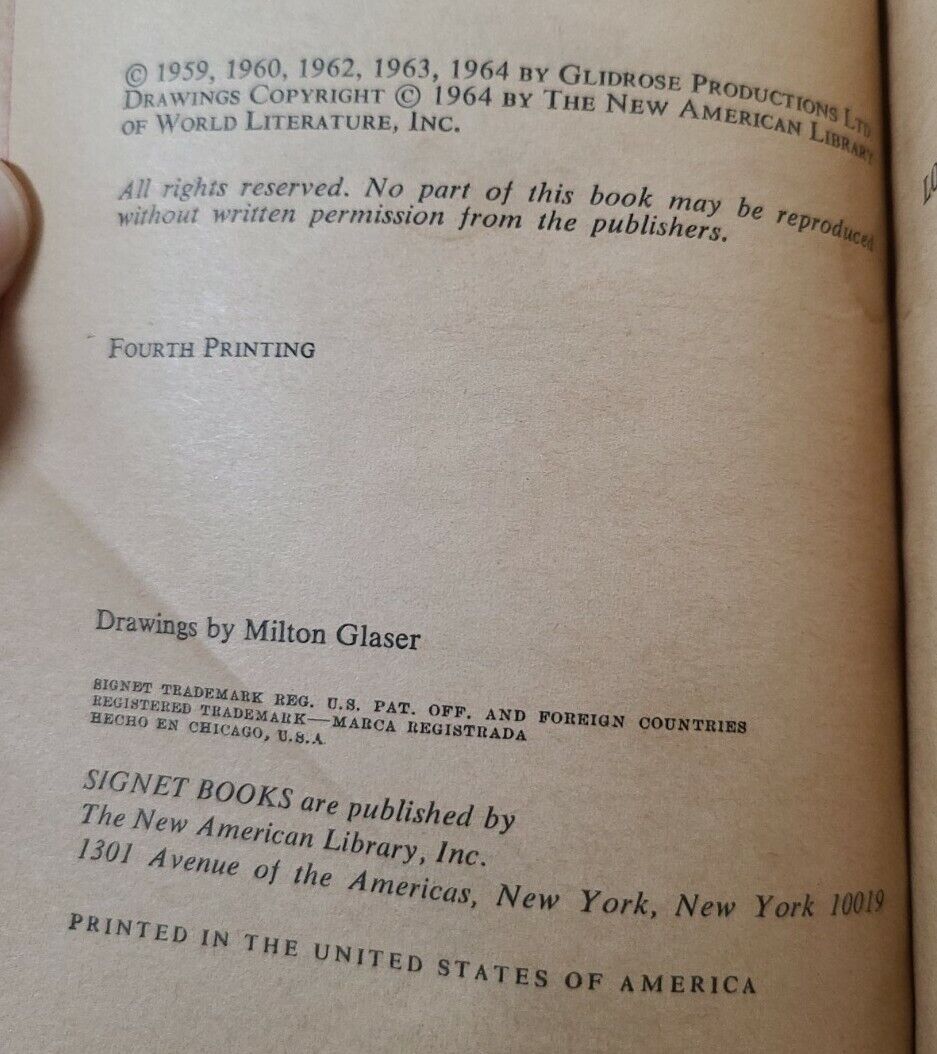 © 1959, 1960, 1962, 1963, 1964 BY GLIDROSE PRODUCTIONS LTD
DRAWINGS COPYRIGHT © 1964 BY THE NEW AMERICAN LIBRARY
OF WORLD LITERATURE, INC.
All rights reserved. No part of this book may be reproduced
without written permission from the publishers.
FOURTH PRINTING
Drawings by Milton Glaser
SIGNET TRADEMARK REG. U.S. PAT. OFF. AND FOREIGN COUNTRIES
REGISTERED TRADEMARK—MARCA REGISTRADA
HECHO EN CHICAGO, U.S.A.
SIGNET BOOKS are published by
The New American Library, Inc.
1301 Avenue of the Americas, New York, New York 10019
PRINTED IN THE UNITED STATES OF AMERICA